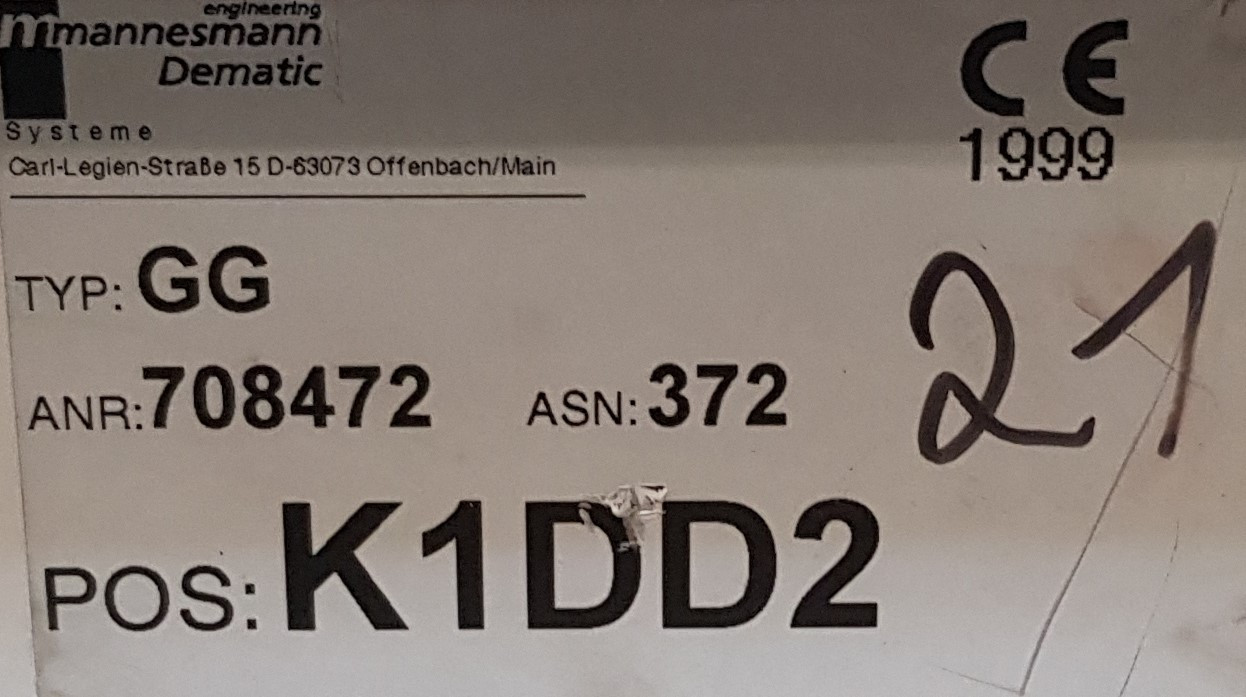 engineering
mannesmann
Dematic
Systeme
Carl-Legien-Straße 15 D-63073 Offenbach/Main
CE
1999
TYP: GG
ANR:708472 ASN:372
21
POS:K1DD2